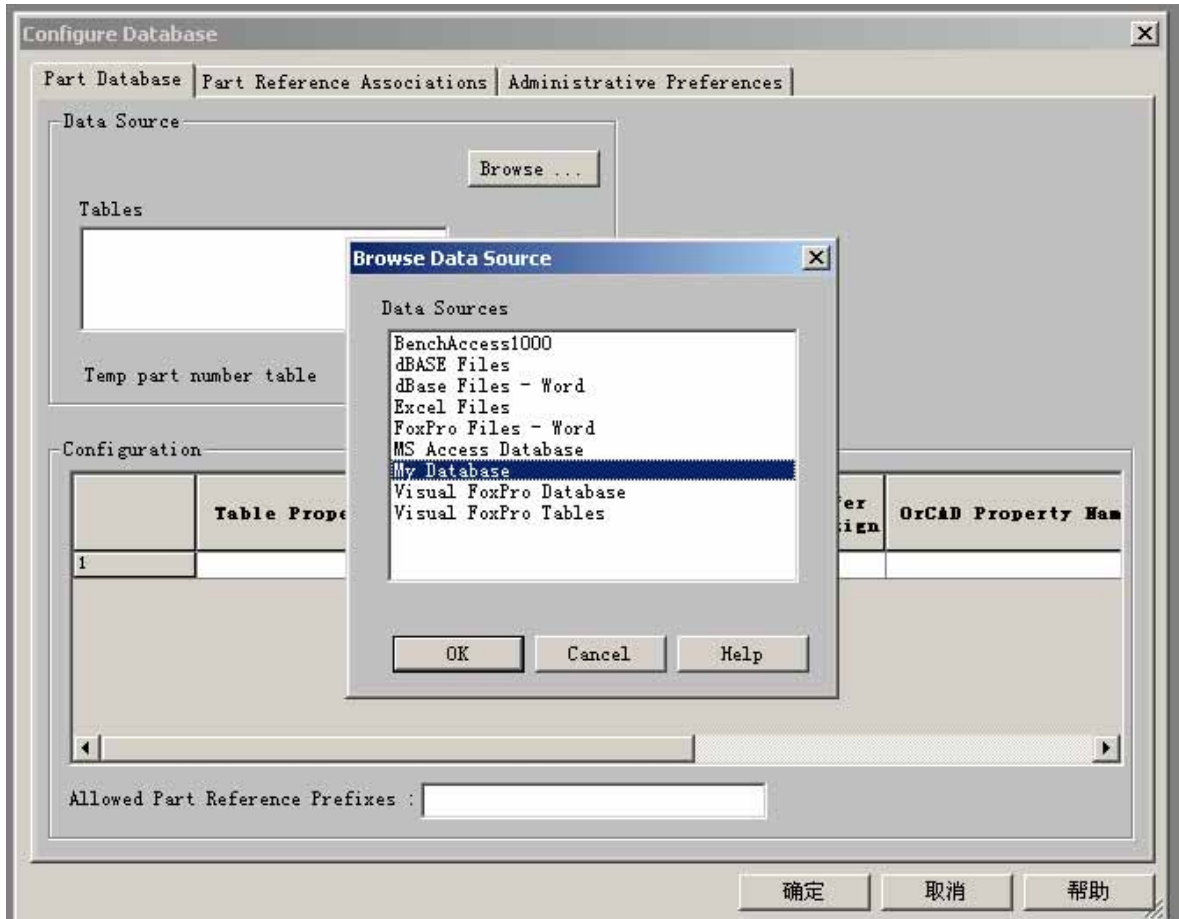 Configure Database
Part Database
Part Reference Associations
Administrative Preferences
Data Source
Browse ...
Tables
Temp part number table
Browse Data Source
Data Sources
BenchAccess1000
dBASE Files
dBase Files - Word
Excel Files
FoxPro Files - Word
MS Access Database
My Database
Visual FoxPro Database
Visual FoxPro Tables
OK
Cancel
Help
Configuration
Table
OrCAD Property
1
Allowed Part Reference Prefixes :
确定
取消
帮助